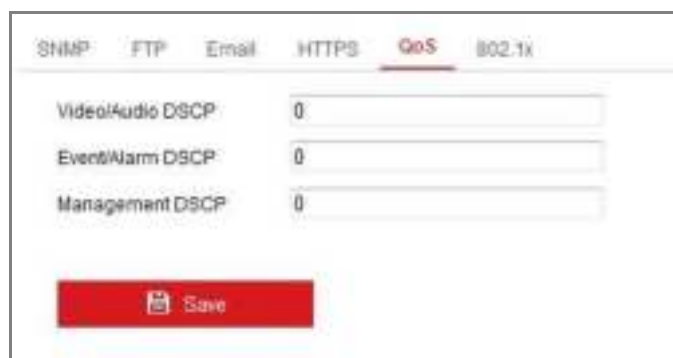 SNMP FTP Email HTTPS QoS 802.1x
Video/Audio DSCP 0
Event/Alarm DSCP 0
Management DSCP 0
Save